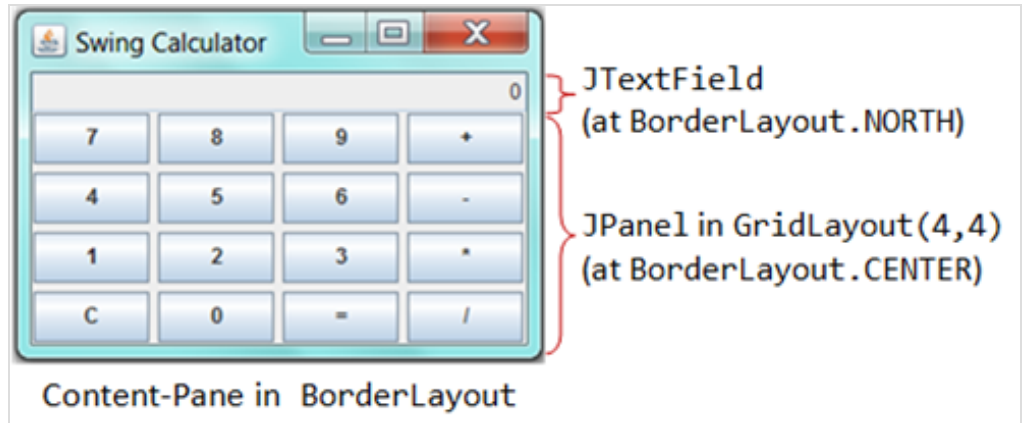 Swing Calculator
0
JTextField
(at BorderLayout.NORTH)
7 8 9 +
4 5 6 -
1 2 3 *
C 0 = /
JPanel in GridLayout(4,4)
(at BorderLayout.CENTER)
Content-Pane in BorderLayout